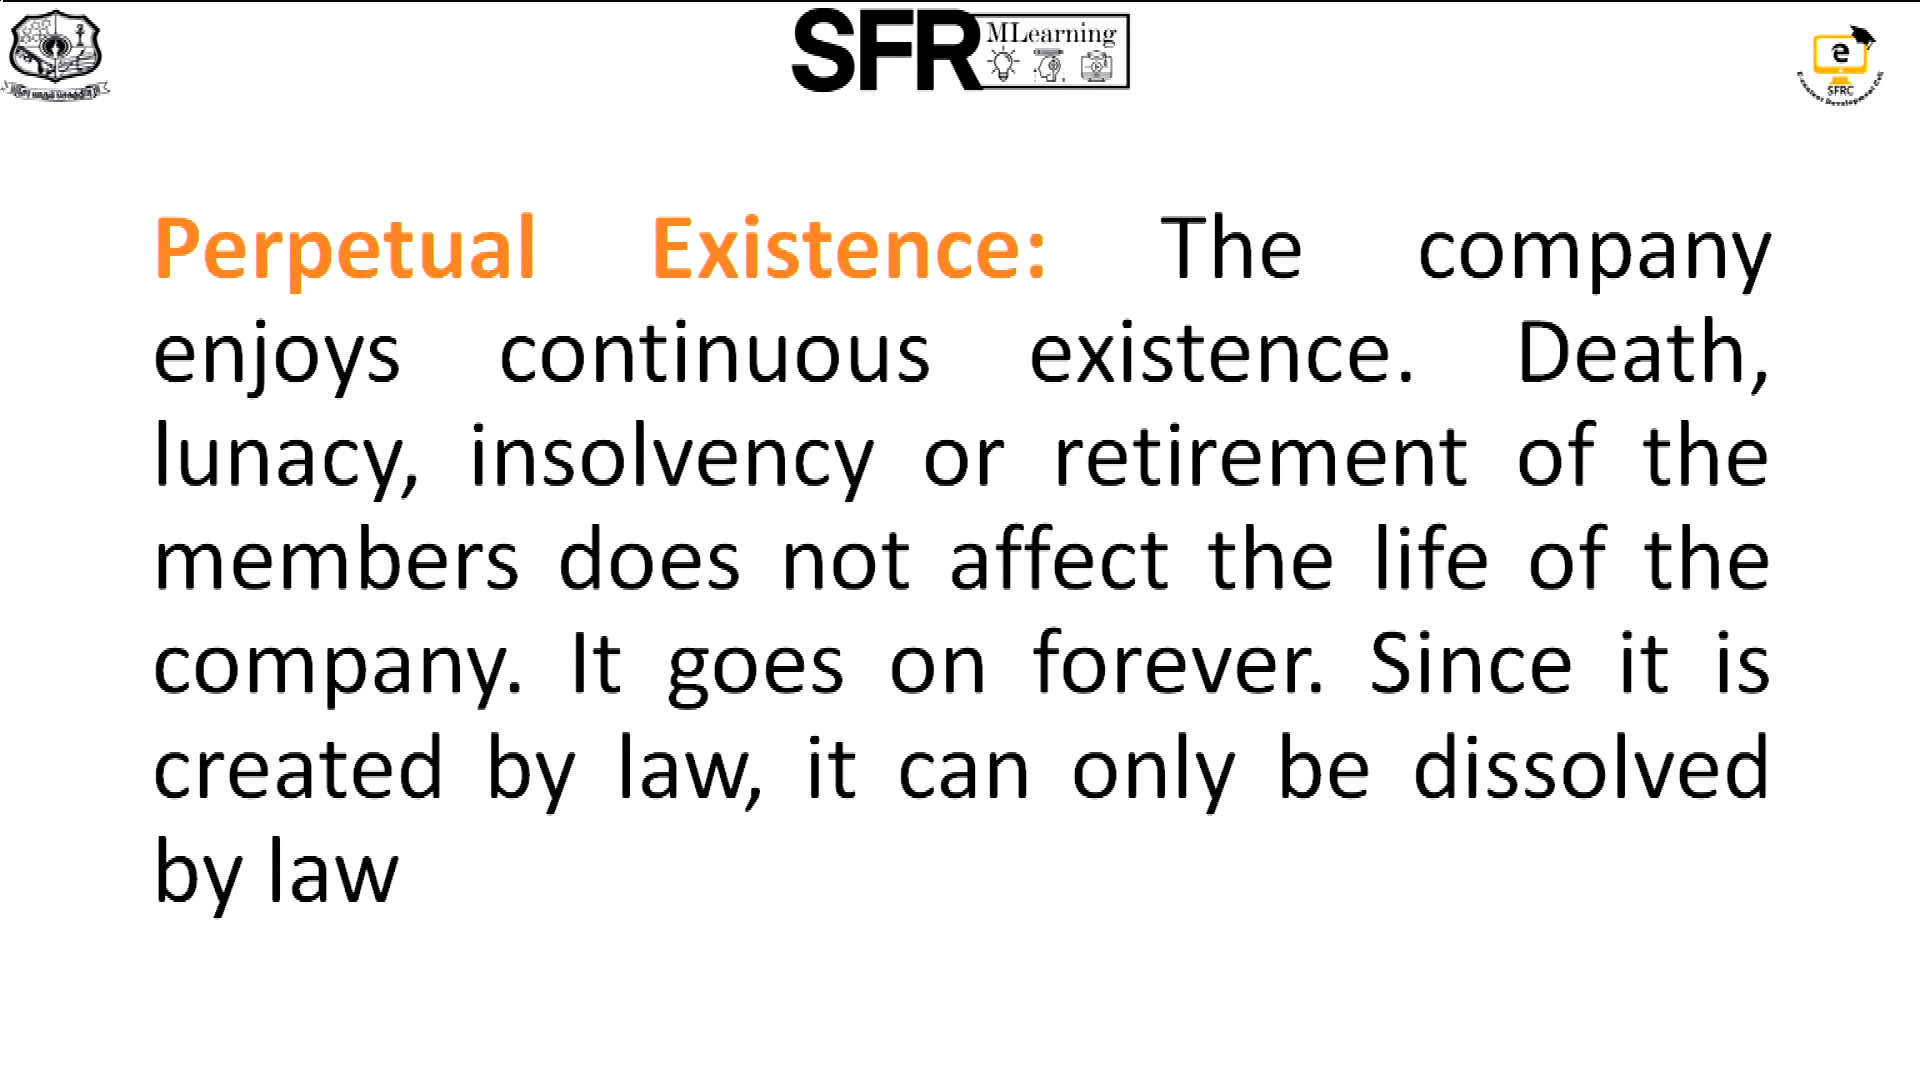 SFR MLearning
e
SFRC
Perpetual Existence: The company
enjoys continuous existence. Death,
lunacy, insolvency or retirement of the
members does not affect the life of the
company. It goes on forever. Since it is
created by law, it can only be dissolved
by law